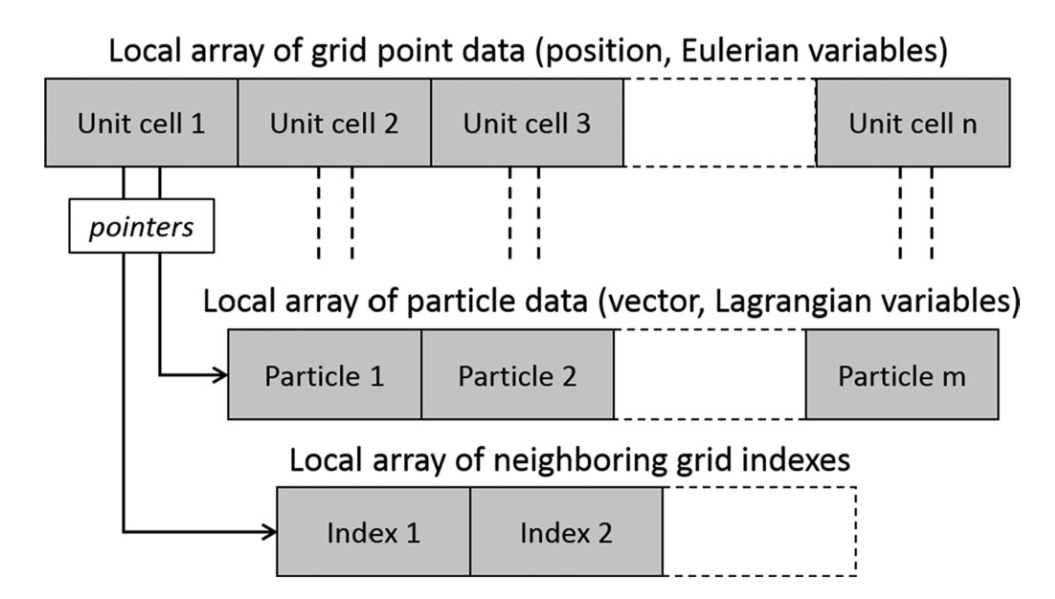 Local array of grid point data (position, Eulerian variables)
Unit cell 1 Unit cell 2 Unit cell 3 Unit cell n
pointers
Local array of particle data (vector, Lagrangian variables)
Particle 1 Particle 2 Particle m
Local array of neighboring grid indexes
Index 1 Index 2